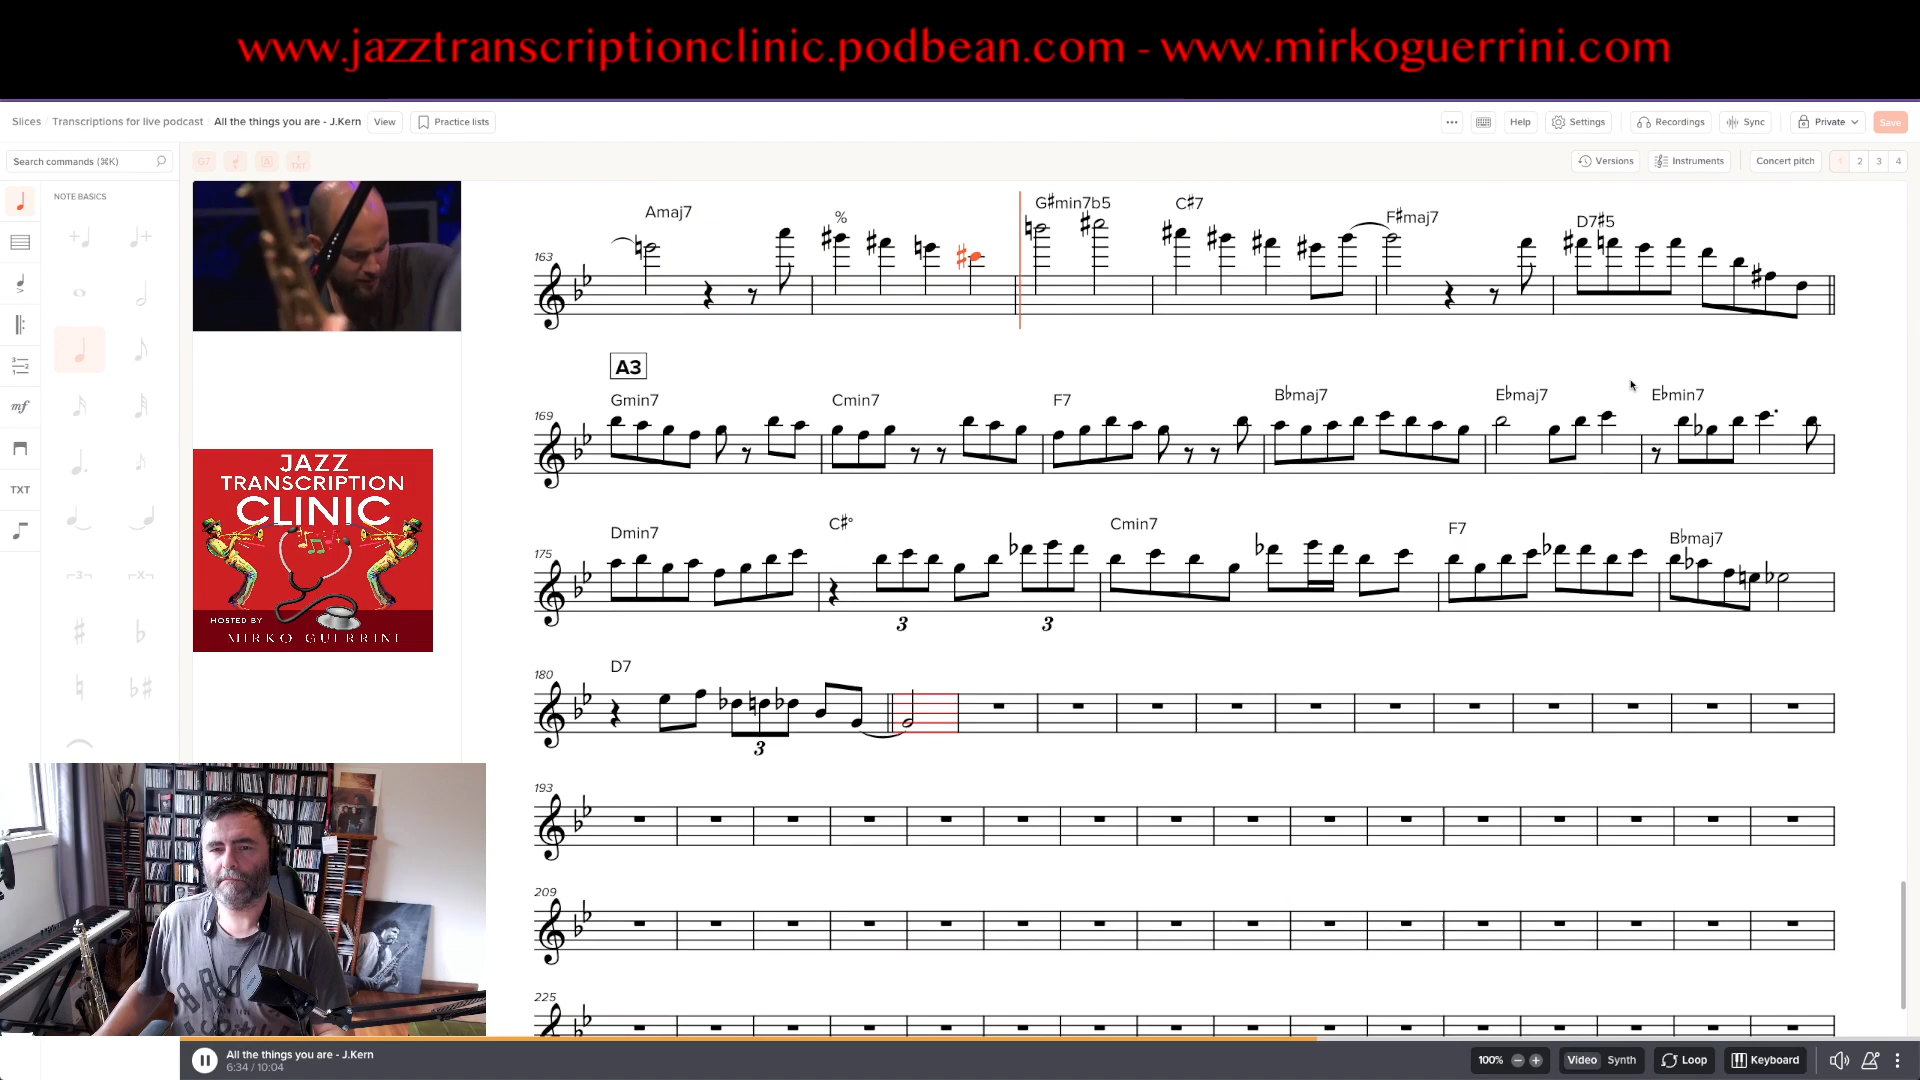 www.jazztranscriptionclinic.podbean.com - www.mirkoguerrini.com
Slices / Transcriptions for live podcast / All the things you are - J.Kern View Practice lists
••• Help Settings Recordings Sync Private Save
Search commands (⌘K) G7 A TXT
Versions Instruments Concert pitch 1 2 3 4
NOTE BASICS
mf
TXT
3
X
JAZZ
TRANSCRIPTION
CLINIC
HOSTED BY
MIRKO GUERRINI
Amaj7 % G♯min7b5 C♯7 F♯maj7 D7♯5
163
A3
Gmin7 Cmin7 F7 B♭maj7 E♭maj7 E♭min7
169
Dmin7 C♯° Cmin7 F7 B♭maj7
175
3 3
D7
180
3
193
209
225
All the things you are - J.Kern
6:34 / 10:04
100% Video Synth Loop Keyboard